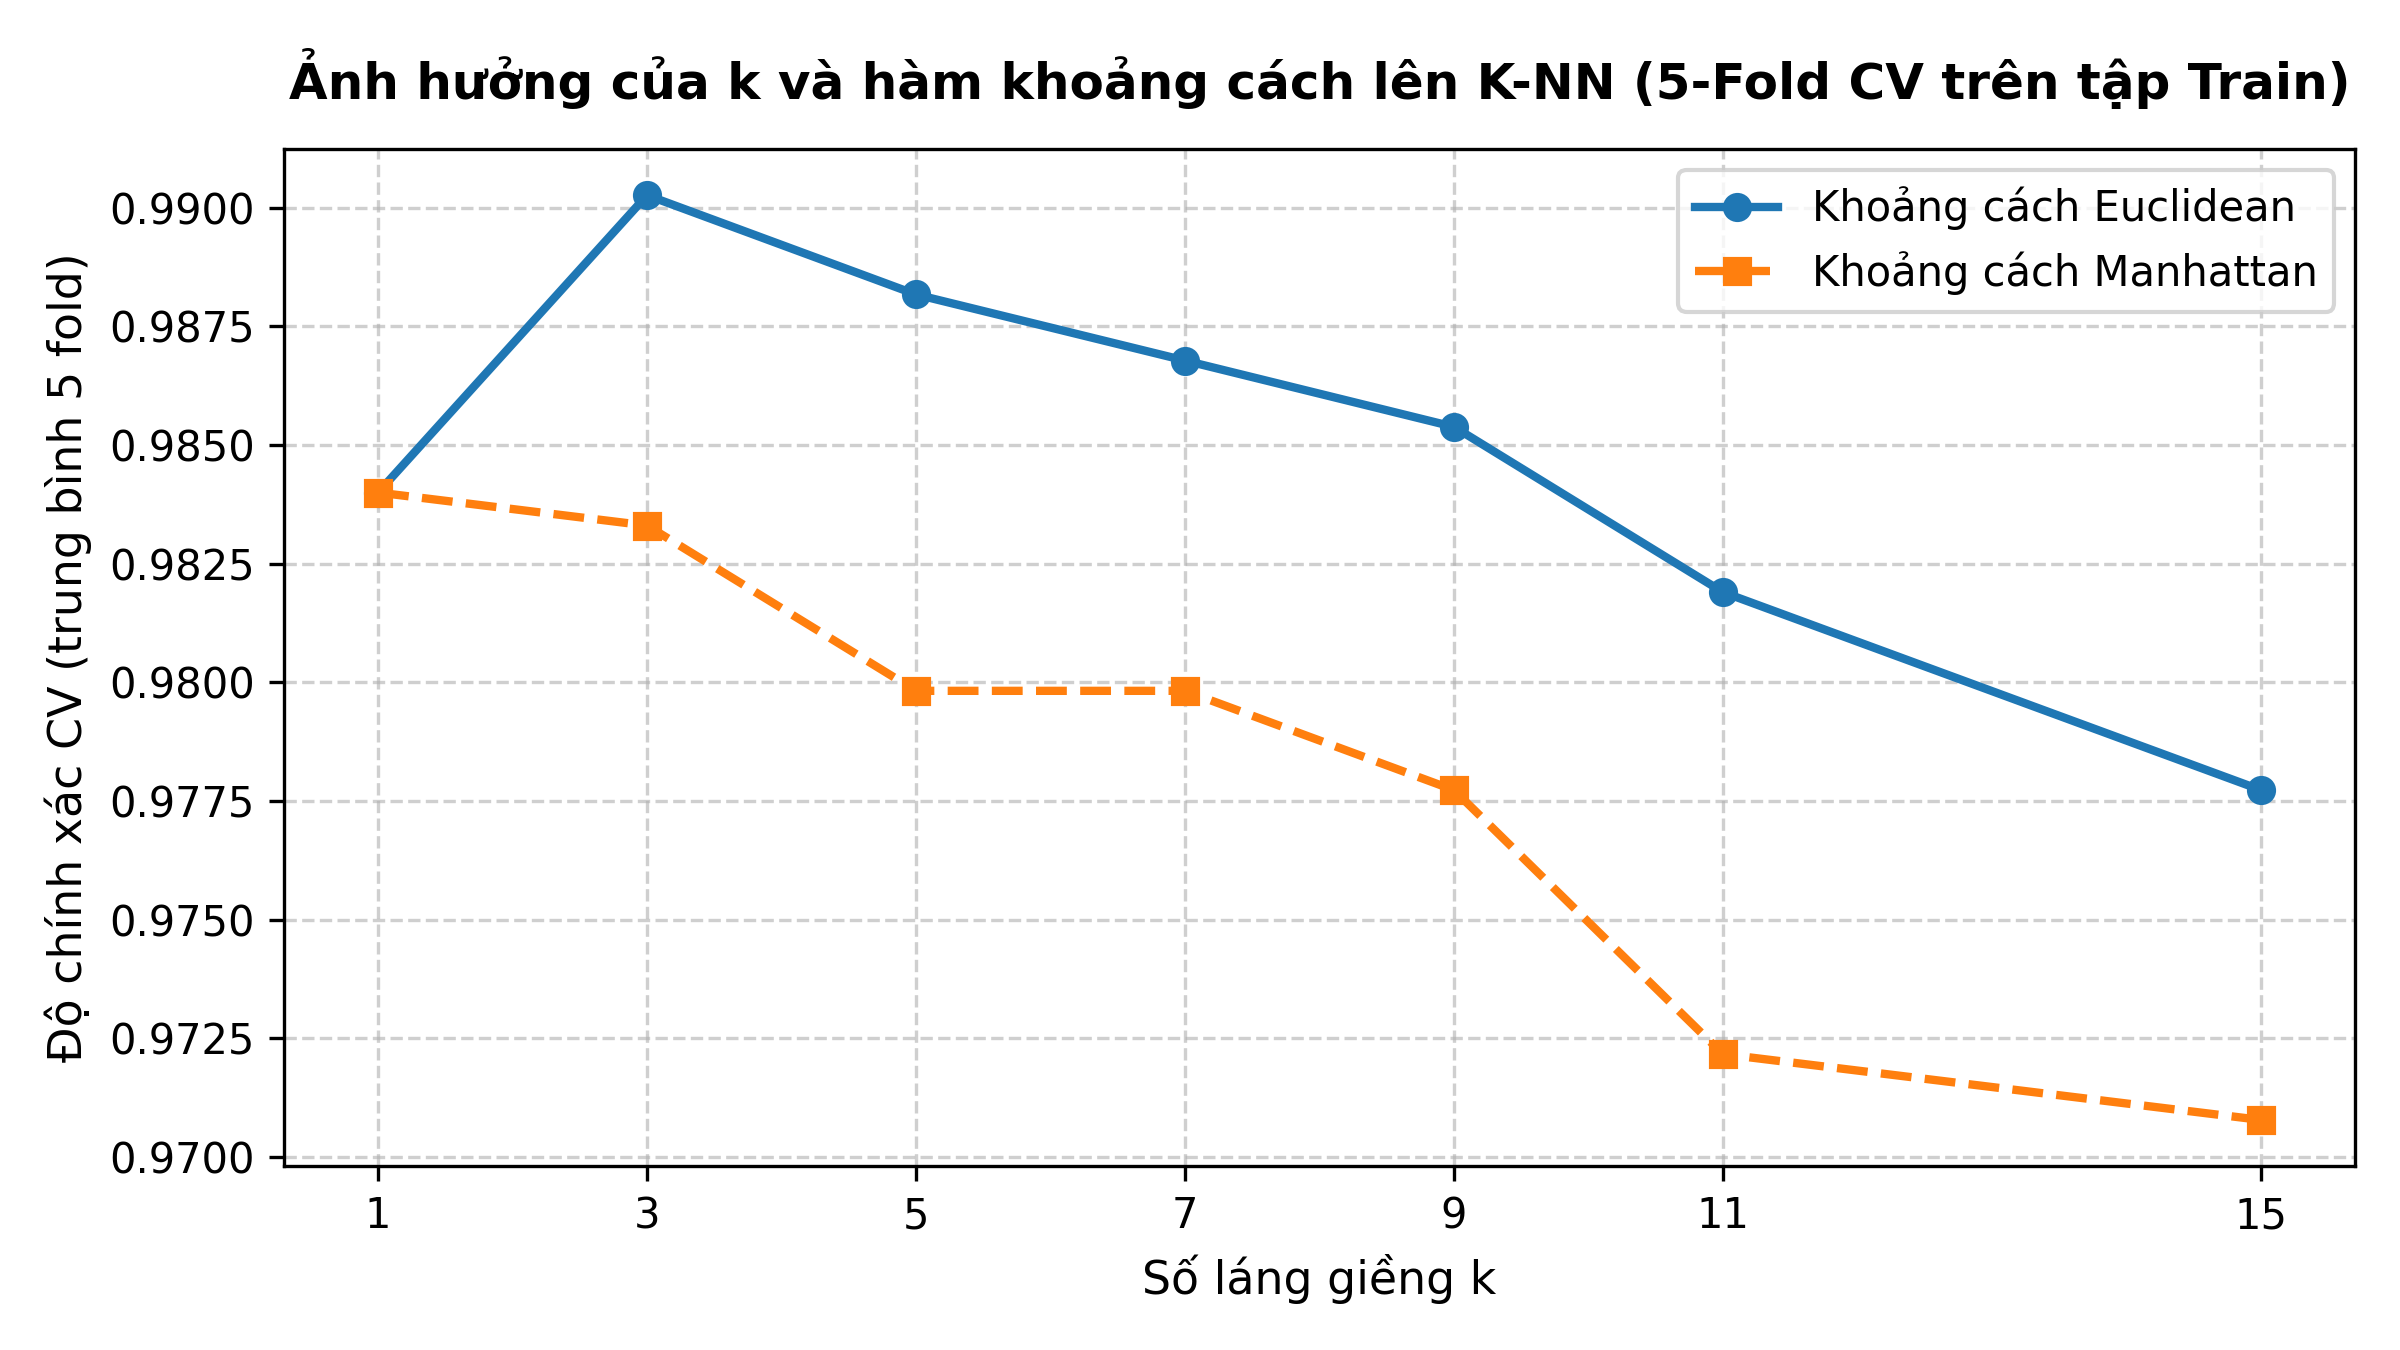 Ảnh hưởng của k và hàm khoảng cách lên K-NN (5-Fold CV trên tập Train)
Khoảng cách Euclidean
Khoảng cách Manhattan
Độ chính xác CV (trung bình 5 fold)
0.9900
0.9875
0.9850
0.9825
0.9800
0.9775
0.9750
0.9725
0.9700
1 3 5 7 9 11 15
Số láng giềng k